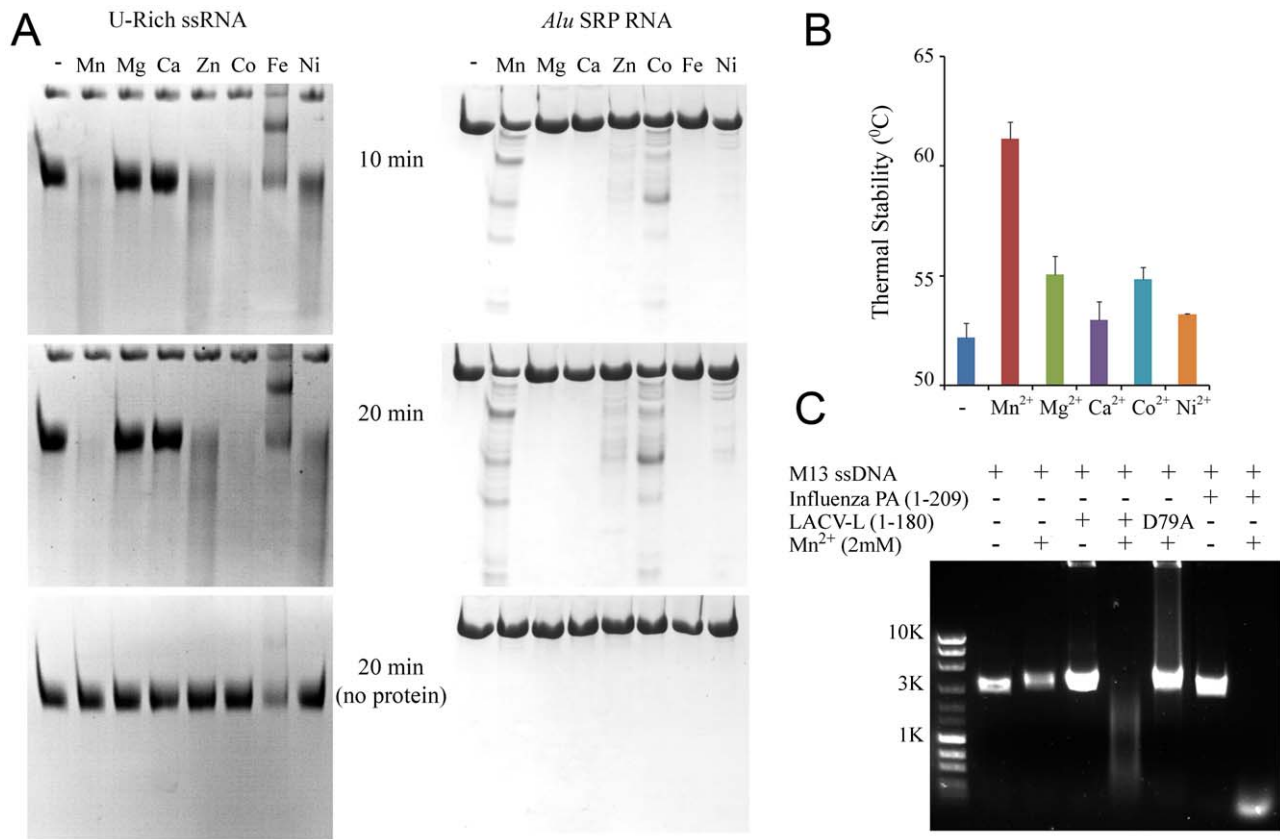 A
U-Rich ssRNA
Alu SRP RNA
- Mn Mg Ca Zn Co Fe Ni
- Mn Mg Ca Zn Co Fe Ni
10 min
20 min
20 min
(no protein)
B
Thermal Stability (⁰C)
65
60
55
50
- Mn²⁺ Mg²⁺ Ca²⁺ Co²⁺ Ni²⁺
C
M13 ssDNA + + + + + + +
Influenza PA (1-209) - - - - - + +
LACV-L (1-180) - - + + D79A - -
Mn²⁺ (2mM) - + - + + - +
10K
3K
1K